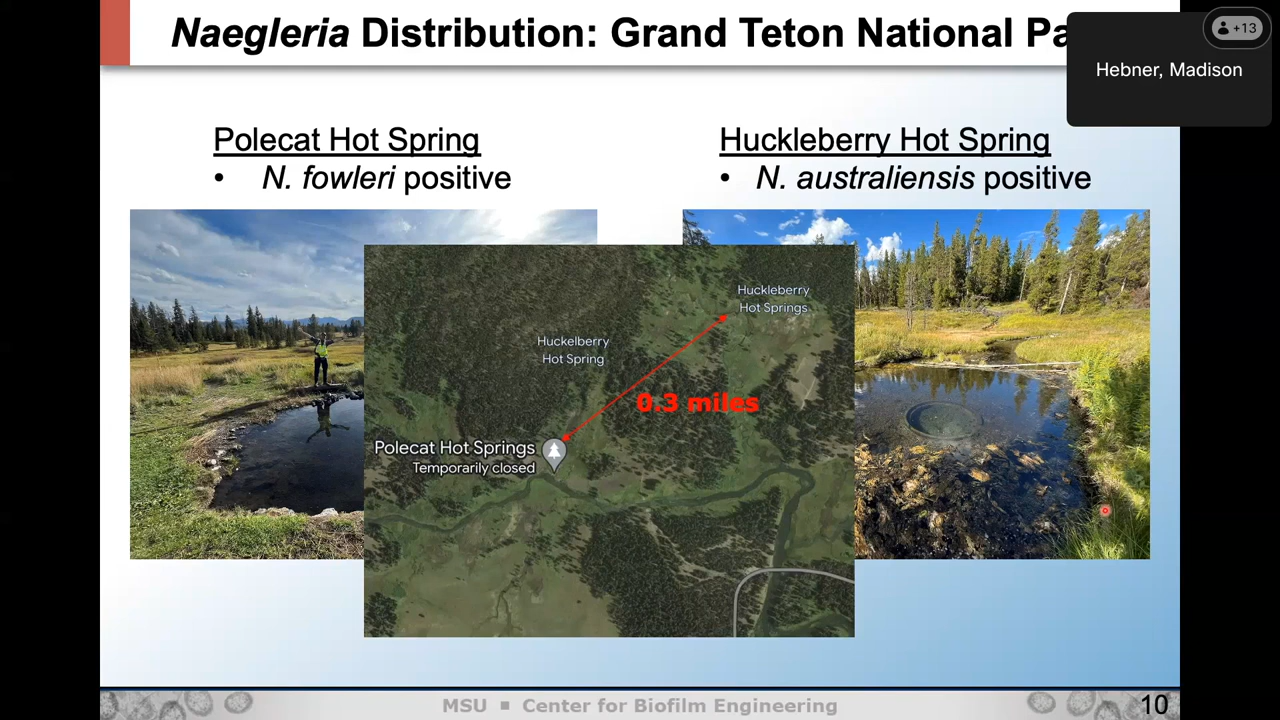 Naegleria Distribution: Grand Teton National Pa
+13
Hebner, Madison
Polecat Hot Spring
• N. fowleri positive
Huckleberry Hot Spring
• N. australiensis positive
Huckleberry
Hot Springs
Huckelberry
Hot Spring
0.3 miles
Polecat Hot Springs
Temporarily closed
MSU ■ Center for Biofilm Engineering
10